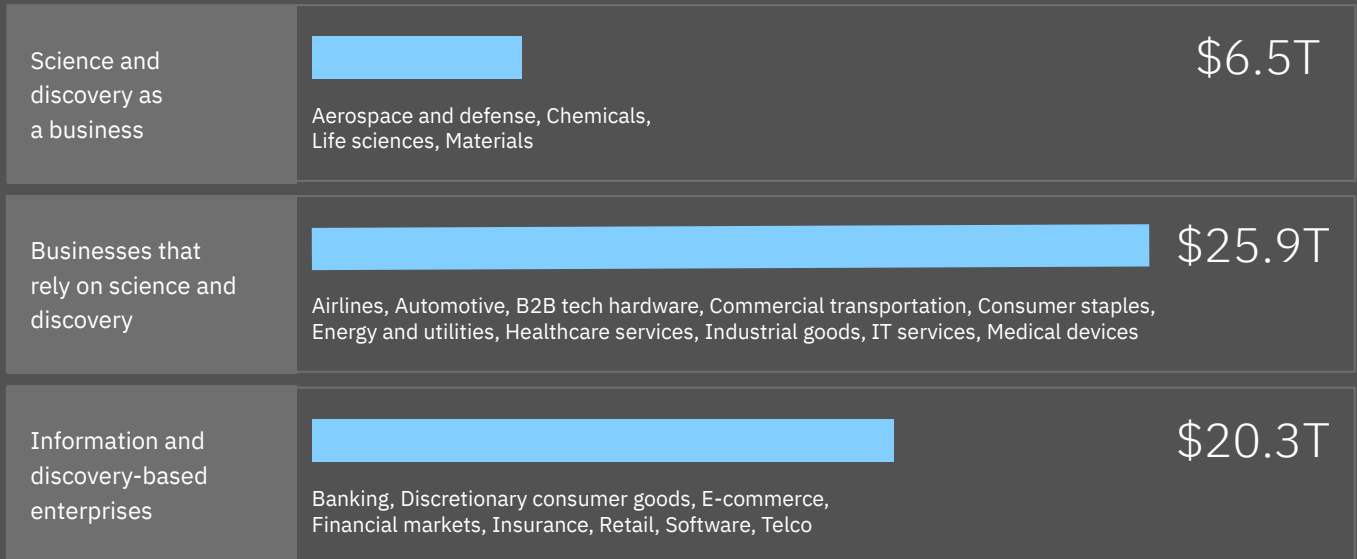 Science and
discovery as
a business
$6.5T
Aerospace and defense, Chemicals,
Life sciences, Materials
Businesses that
rely on science and
discovery
$25.9T
Airlines, Automotive, B2B tech hardware, Commercial transportation, Consumer staples,
Energy and utilities, Healthcare services, Industrial goods, IT services, Medical devices
Information and
discovery-based
enterprises
$20.3T
Banking, Discretionary consumer goods, E-commerce,
Financial markets, Insurance, Retail, Software, Telco